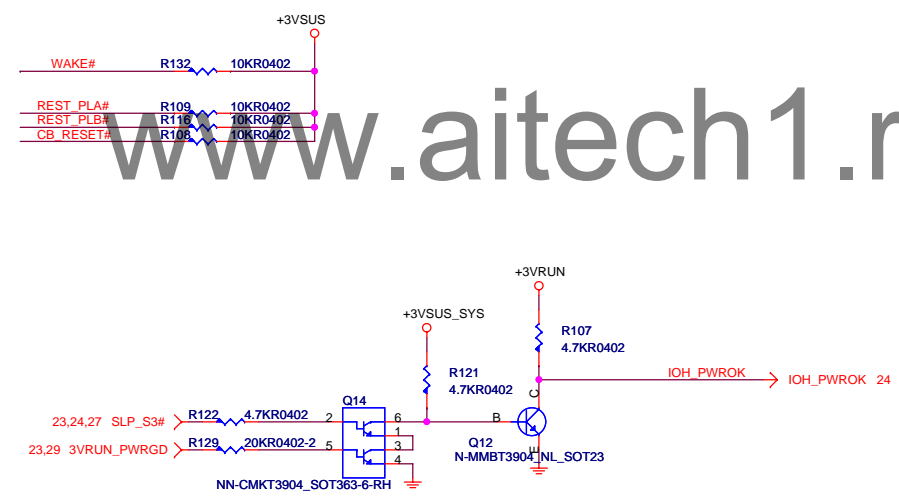 +3VSUS
WAKE# R132 10KR0402
REST_PLA# R109 10KR0402
REST_PLB# R116 10KR0402
CB_RESET# R108 10KR0402
www.aitech1.r
+3VRUN
+3VSUS_SYS
R107
4.7KR0402
R121
4.7KR0402
IOH_PWROK
IOH_PWROK 24
C
Q14
23,24,27 SLP_S3# R122 4.7KR0402 2 6 B
1
Q12
23,29 3VRUN_PWRGD R129 20KR0402-2 5 3 E
4
N-MMBT3904_NL_SOT23
NN-CMKT3904_SOT363-6-RH